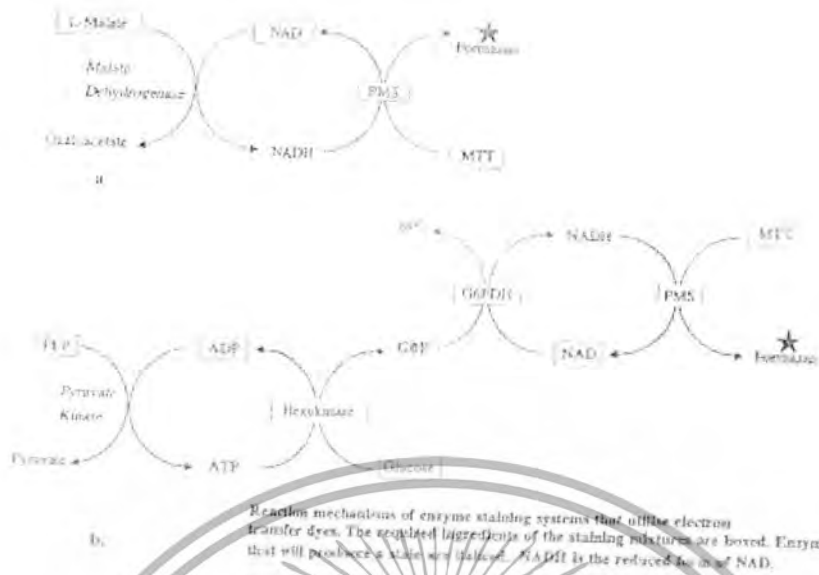 L-Malate
NAD
Formazan
Malate
Dehydrogenase
PMS
Oxaloacetate
NADH
MTT
a
NADH
MTT
G6PDH
PMS
PEP
ADP
G6P
NAD
Formazan
Pyruvate
Kinase
Hexokinase
Pyruvate
ATP
Glucose
b.
Reaction mechanisms of enzyme staining systems that utilise electron
transfer dyes. The required ingredients of the staining mixtures are boxed. Enzym
that will produce a stain are NADH is the reduced form of NAD.